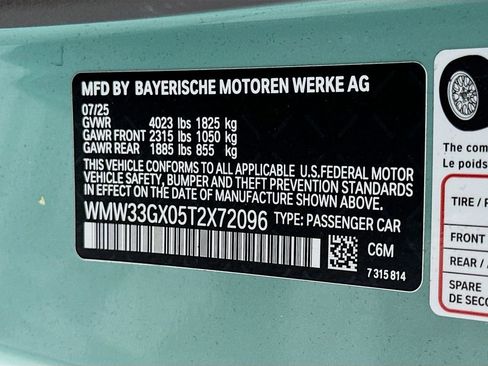 MFD BY BAYERISCHE MOTOREN WERKE AG
07/25
GVWR 4023 lbs 1825 kg
GAWR FRONT 2315 lbs 1050 kg
GAWR REAR 1885 lbs 855 kg
THIS VEHICLE CONFORMS TO ALL APPLICABLE U.S.FEDERAL MOTOR
VEHICLE SAFETY, BUMPER AND THEFT PREVENTION STANDARDS
IN EFFECT ON THE DATE OF MANUFACTURE SHOWN ABOVE.
WMW33GX05T2X72096 TYPE: PASSENGER CAR
C6M
7 315 814
The com
Le poids
TIRE /
FRONT
REAR /
SPARE
DE SECO